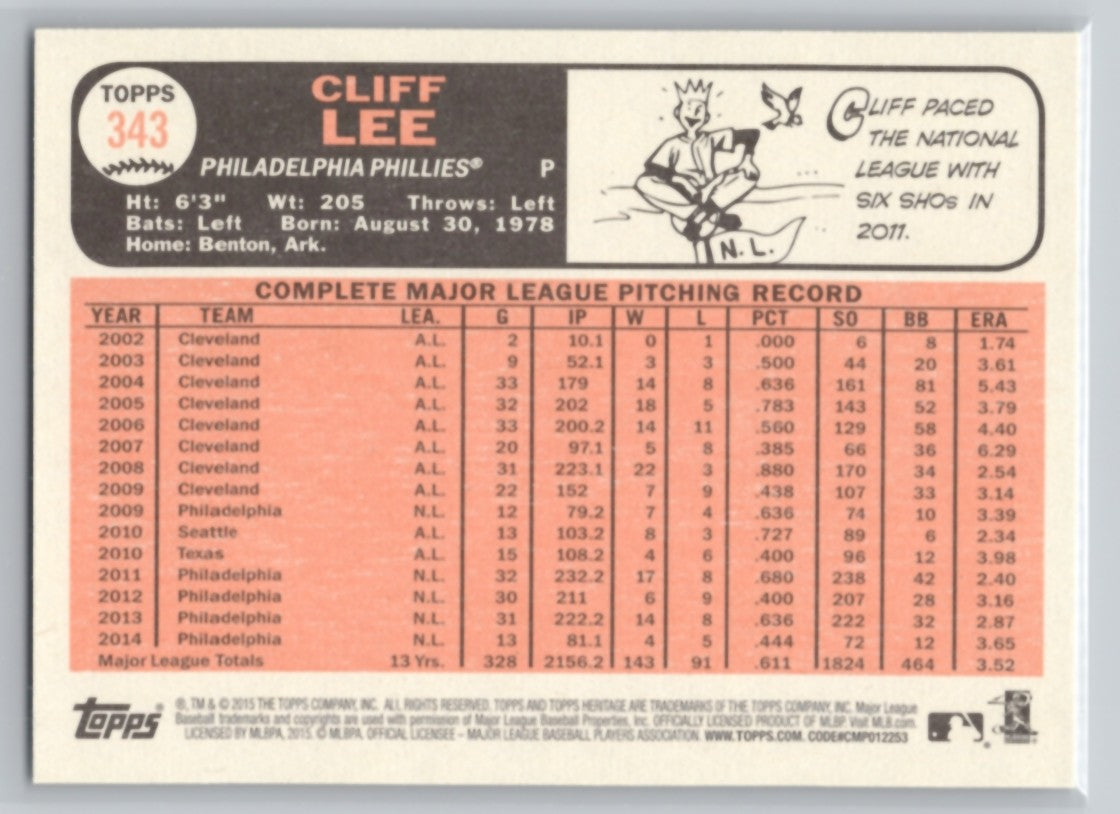 TOPPS
343
CLIFF
LEE
PHILADELPHIA PHILLIES® P
Ht: 6'3" Wt: 205 Throws: Left
Bats: Left Born: August 30, 1978
Home: Benton, Ark.
N.L.
CLIFF PACED
THE NATIONAL
LEAGUE WITH
SIX SHOs IN
2011.
COMPLETE MAJOR LEAGUE PITCHING RECORD
YEAR TEAM LEA. G IP W L PCT SO BB ERA
2002 Cleveland A.L. 2 10.1 0 1 .000 6 8 1.74
2003 Cleveland A.L. 9 52.1 3 3 .500 44 20 3.61
2004 Cleveland A.L. 33 179 14 8 .636 161 81 5.43
2005 Cleveland A.L. 32 202 18 5 .783 143 52 3.79
2006 Cleveland A.L. 33 200.2 14 11 .560 129 58 4.40
2007 Cleveland A.L. 20 97.1 5 8 .385 66 36 6.29
2008 Cleveland A.L. 31 223.1 22 3 .880 170 34 2.54
2009 Cleveland A.L. 22 152 7 9 .438 107 33 3.14
2009 Philadelphia N.L. 12 79.2 7 4 .636 74 10 3.39
2010 Seattle A.L. 13 103.2 8 3 .727 89 6 2.34
2010 Texas A.L. 15 108.2 4 6 .400 96 12 3.98
2011 Philadelphia N.L. 32 232.2 17 8 .680 238 42 2.40
2012 Philadelphia N.L. 30 211 6 9 .400 207 28 3.16
2013 Philadelphia N.L. 31 222.2 14 8 .636 222 32 2.87
2014 Philadelphia N.L. 13 81.1 4 5 .444 72 12 3.65
Major League Totals 13 Yrs. 328 2156.2 143 91 .611 1824 464 3.52
Topps®
®, TM & © 2015 THE TOPPS COMPANY, INC. ALL RIGHTS RESERVED. TOPPS AND TOPPS HERITAGE ARE TRADEMARKS OF THE TOPPS COMPANY, INC. Major League
Baseball trademarks and copyrights are used with permission of Major League Baseball Properties, Inc. OFFICIALLY LICENSED PRODUCT OF MLBP. Visit MLB.com.
LICENSED BY MLBPA, 2015. © MLBPA, OFFICIAL LICENSEE – MAJOR LEAGUE BASEBALL PLAYERS ASSOCIATION. WWW.TOPPS.COM. CODE#CMP012253